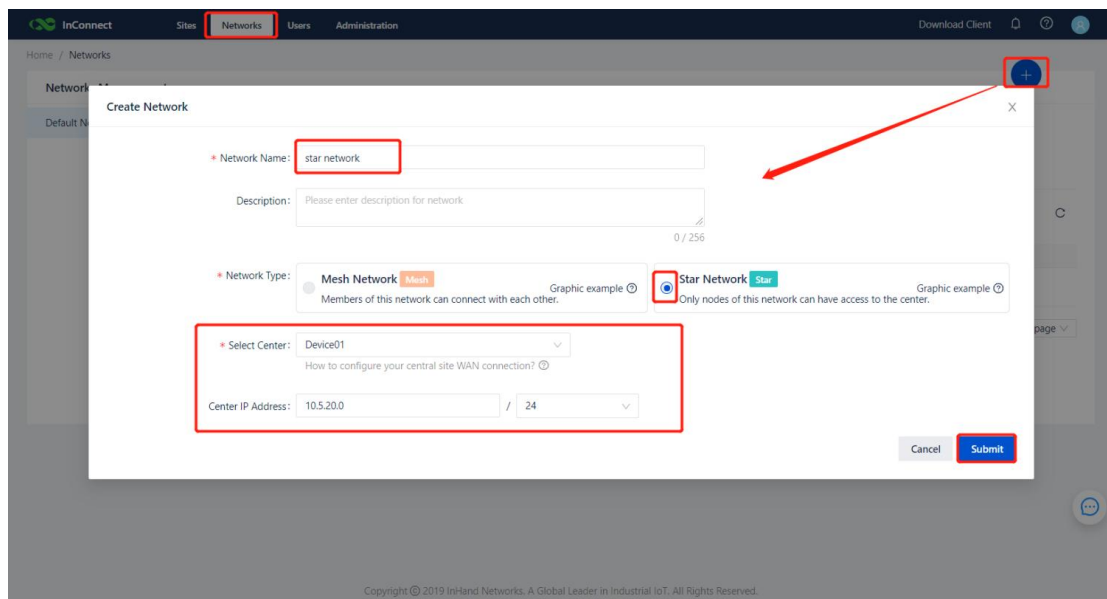 InConnect Sites Networks Users Administration Download Client
Home / Networks
Network
Default N
Create Network X
* Network Name: star network
Description: Please enter description for network
0 / 256
* Network Type: Mesh Network Mesh Graphic example
Members of this network can connect with each other.
Star Network Star Graphic example
Only nodes of this network can have access to the center.
page
* Select Center: Device01
How to configure your central site WAN connection?
Center IP Address: 10.5.20.0 / 24
Cancel Submit
Copyright © 2019 InHand Networks. A Global Leader in Industrial IoT. All Rights Reserved.